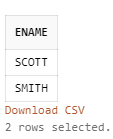 ENAME
SCOTT
SMITH
Download CSV
2 rows selected.